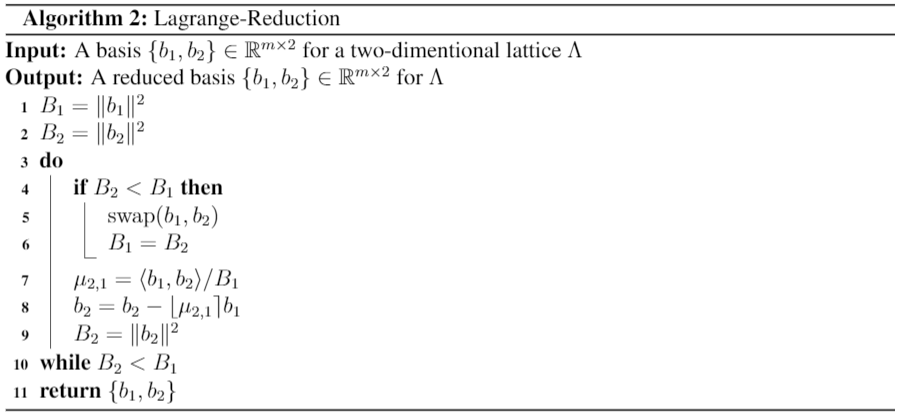 Algorithm 2: Lagrange-Reduction
Input: A basis {b₁, b₂} ∈ ℝᵐˣ² for a two-dimentional lattice Λ
Output: A reduced basis {b₁, b₂} ∈ ℝᵐˣ² for Λ
1 B₁ = ‖b₁‖²
2 B₂ = ‖b₂‖²
3 do
4 if B₂ < B₁ then
5 swap(b₁, b₂)
6 B₁ = B₂
7 μ₂,₁ = ⟨b₁, b₂⟩/B₁
8 b₂ = b₂ − ⌊μ₂,₁⌉b₁
9 B₂ = ‖b₂‖²
10 while B₂ < B₁
11 return {b₁, b₂}